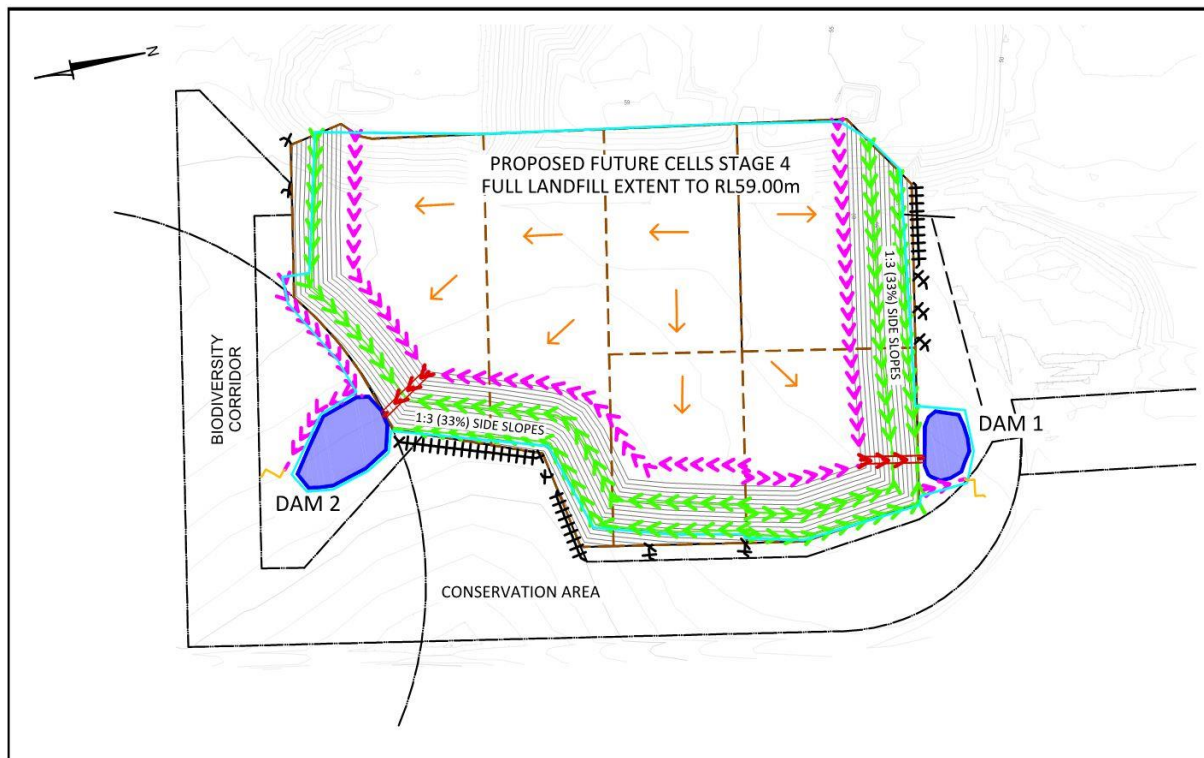 N
PROPOSED FUTURE CELLS STAGE 4
FULL LANDFILL EXTENT TO RL59.00m
1:3 (33%) SIDE SLOPES
BIODIVERSITY
CORRIDOR
1:3 (33%) SIDE SLOPES
DAM 1
DAM 2
CONSERVATION AREA